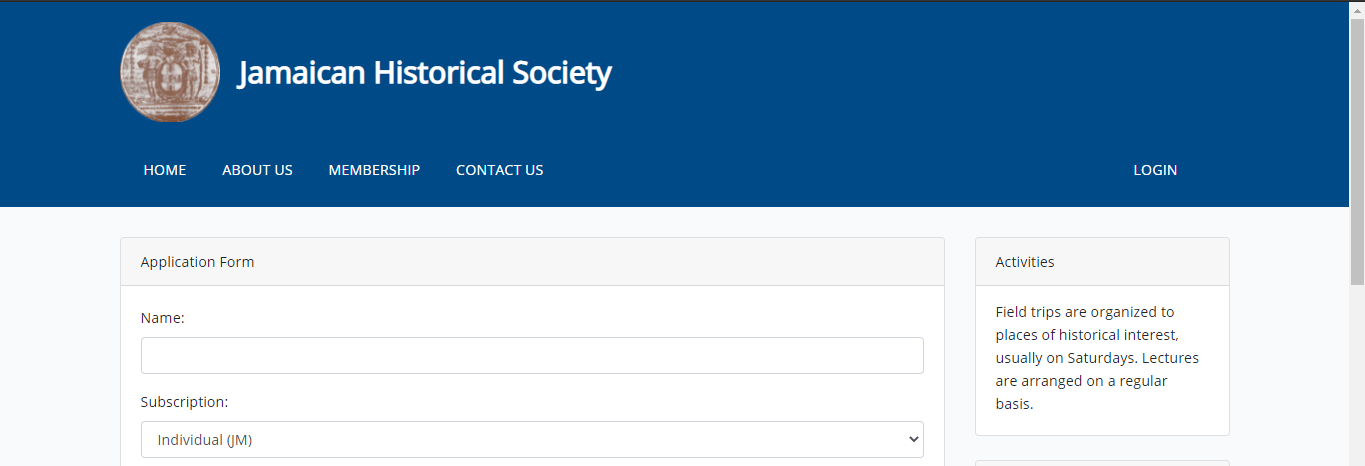 Jamaican Historical Society
HOME ABOUT US MEMBERSHIP CONTACT US LOGIN
Application Form
Name:
Subscription:
Individual (JM)
Activities
Field trips are organized to
places of historical interest,
usually on Saturdays. Lectures
are arranged on a regular
basis.